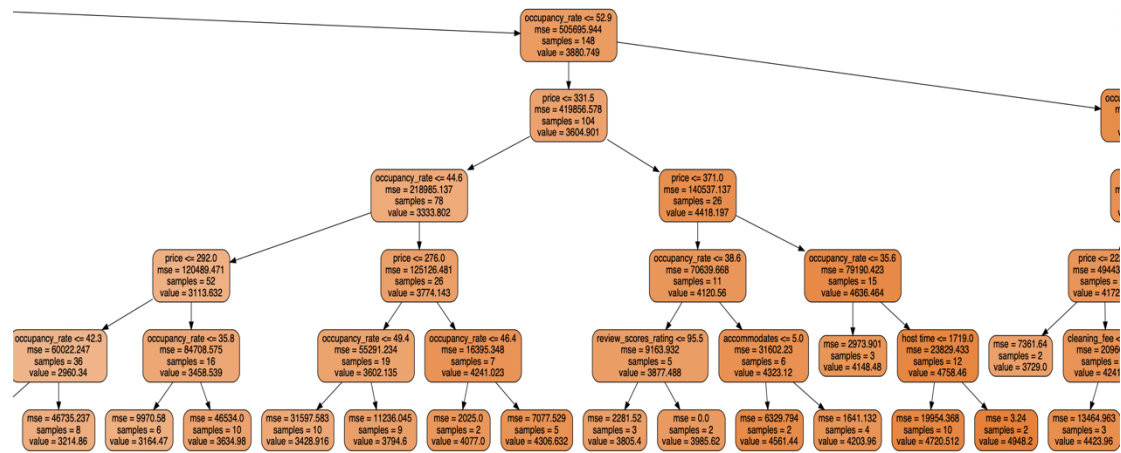 occupancy_rate <= 52.9
mse = 505695.944
samples = 148
value = 3880.749
price <= 331.5
mse = 419856.578
samples = 104
value = 3604.901
occupancy_rate <= 44.6
mse = 218985.137
samples = 78
value = 3333.802
price <= 371.0
mse = 140537.137
samples = 26
value = 4418.197
price <= 292.0
mse = 120489.471
samples = 52
value = 3113.632
price <= 276.0
mse = 125126.481
samples = 26
value = 3774.143
occupancy_rate <= 38.6
mse = 70639.668
samples = 11
value = 4120.56
occupancy_rate <= 35.6
mse = 79190.423
samples = 15
value = 4636.464
price <= 22
mse = 49443
samples =
value = 4172
occupancy_rate <= 42.3
mse = 60022.247
samples = 36
value = 2960.34
occupancy_rate <= 35.8
mse = 84708.575
samples = 16
value = 3458.539
occupancy_rate <= 49.4
mse = 55291.234
samples = 19
value = 3602.135
occupancy_rate <= 46.4
mse = 16395.348
samples = 7
value = 4241.023
review_scores_rating <= 95.5
mse = 9163.932
samples = 5
value = 3877.488
accommodates <= 5.0
mse = 31602.23
samples = 6
value = 4323.12
mse = 2973.901
samples = 3
value = 4148.48
host time <= 1719.0
mse = 23829.433
samples = 12
value = 4758.46
mse = 7361.64
samples = 2
value = 3729.0
cleaning_fee <
mse = 2096
samples =
value = 4241
mse = 46735.237
samples = 8
value = 3214.86
mse = 9970.58
samples = 6
value = 3164.47
mse = 46534.0
samples = 10
value = 3634.98
mse = 31597.583
samples = 10
value = 3428.916
mse = 11236.045
samples = 9
value = 3794.6
mse = 2025.0
samples = 2
value = 4077.0
mse = 7077.529
samples = 5
value = 4306.632
mse = 2281.52
samples = 3
value = 3805.4
mse = 0.0
samples = 2
value = 3985.62
mse = 6329.794
samples = 2
value = 4561.44
mse = 1641.132
samples = 4
value = 4203.96
mse = 19954.368
samples = 10
value = 4720.512
mse = 3.24
samples = 2
value = 4948.2
mse = 13464.963
samples = 3
value = 4423.96